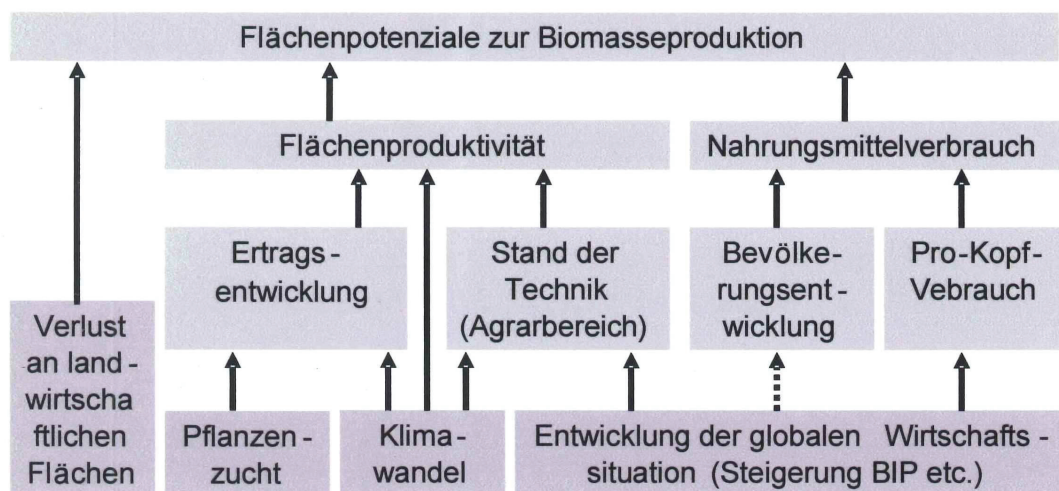 Flächenpotenziale zur Biomasseproduktion
Flächenproduktivität
Nahrungsmittelverbrauch
Ertrags-
entwicklung
Stand der
Technik
(Agrarbereich)
Bevölke-
rungsent-
wicklung
Pro-Kopf-
Vebrauch
Verlust
an land-
wirtscha
ftlichen
Flächen
Pflanzen-
zucht
Klima-
wandel
Entwicklung der globalen Wirtschafts-
situation (Steigerung BIP etc.)